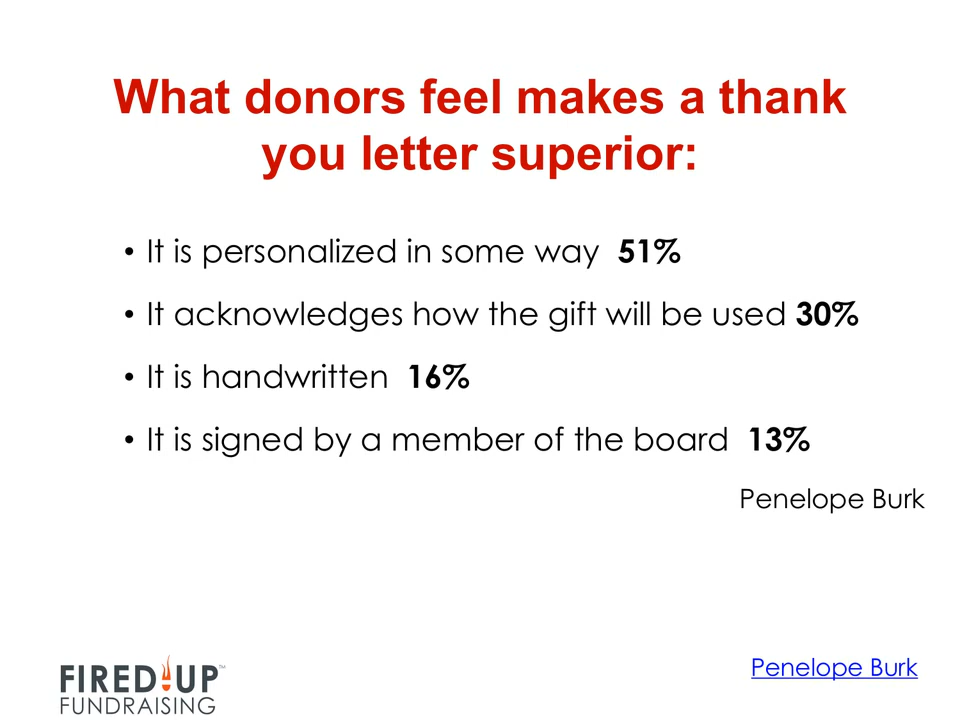 What donors feel makes a thank
you letter superior:
• It is personalized in some way 51%
• It acknowledges how the gift will be used 30%
• It is handwritten 16%
• It is signed by a member of the board 13%
Penelope Burk
Penelope Burk
FIRED UP™
FUNDRAISING